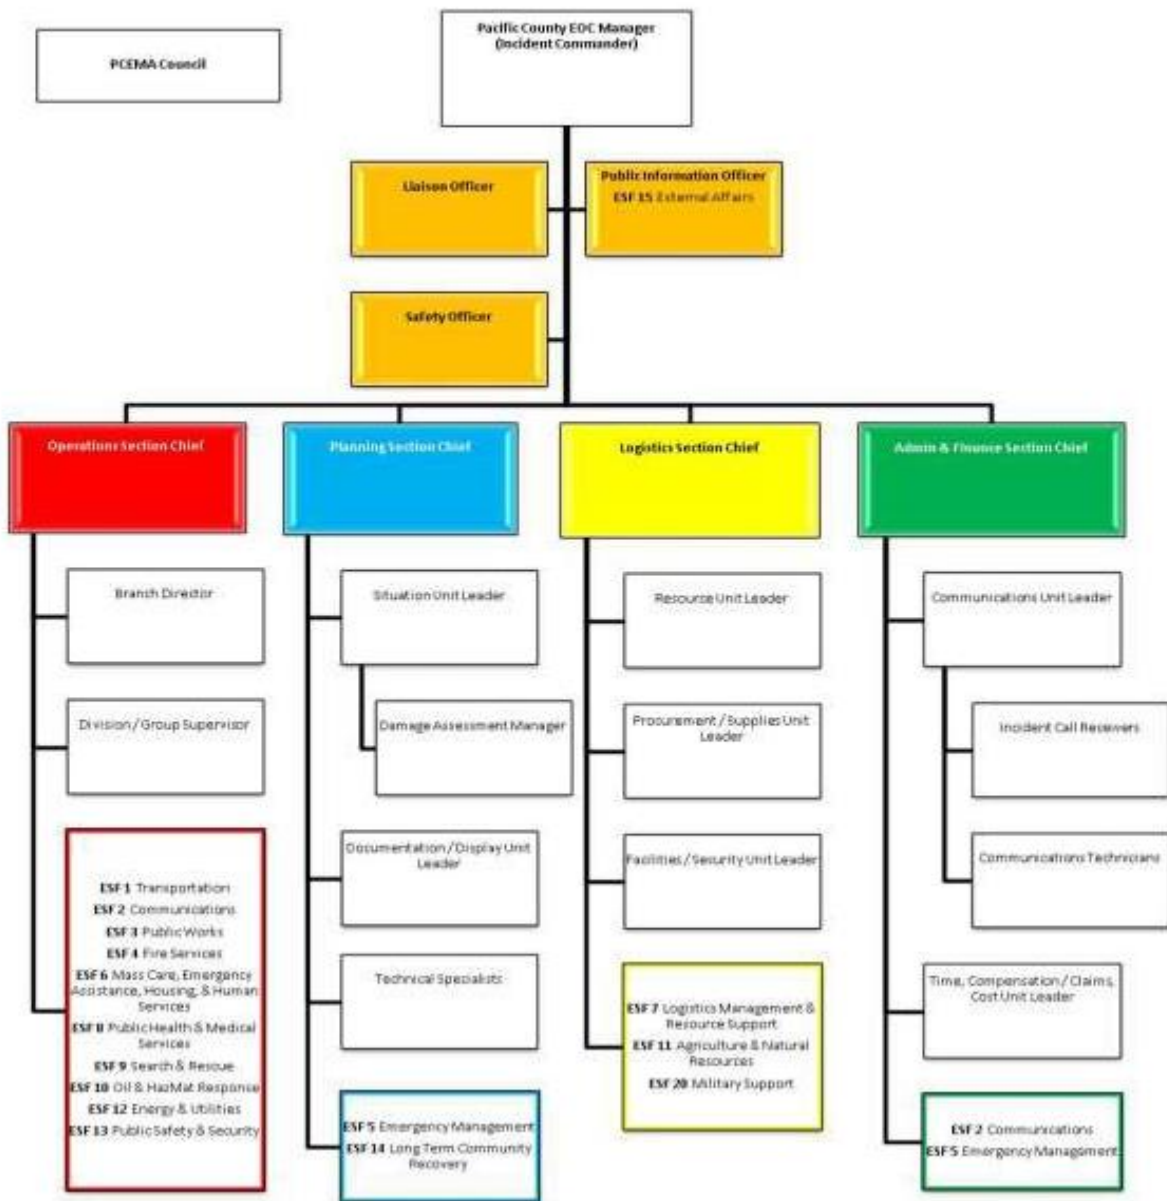 PCEMA Council
Pacific County EOC Manager
(Incident Commander)
Liaison Officer
Public Information Officer
ESF 15 External Affairs
Safety Officer
Operations Section Chief
Planning Section Chief
Logistics Section Chief
Admin & Finance Section Chief
Branch Director
Division / Group Supervisor
ESF 1 Transportation
ESF 2 Communications
ESF 3 Public Works
ESF 4 Fire Services
ESF 6 Mass Care, Emergency
Assistance, Housing, & Human
Services
ESF 8 Public Health & Medical
Services
ESF 9 Search & Rescue
ESF 10 Oil & HazMat Response
ESF 12 Energy & Utilities
ESF 13 Public Safety & Security
Situation Unit Leader
Damage Assessment Manager
Documentation / Display Unit
Leader
Technical Specialists
ESF 5 Emergency Management
ESF 14 Long Term Community
Recovery
Resource Unit Leader
Procurement / Supplies Unit
Leader
Facilities / Security Unit Leader
ESF 7 Logistics Management &
Resource Support
ESF 11 Agriculture & Natural
Resources
ESF 20 Military Support
Communications Unit Leader
Incident Call Receivers
Communications Technicians
Time, Compensation / Claims,
Cost Unit Leader
ESF 2 Communications
ESF 5 Emergency Management